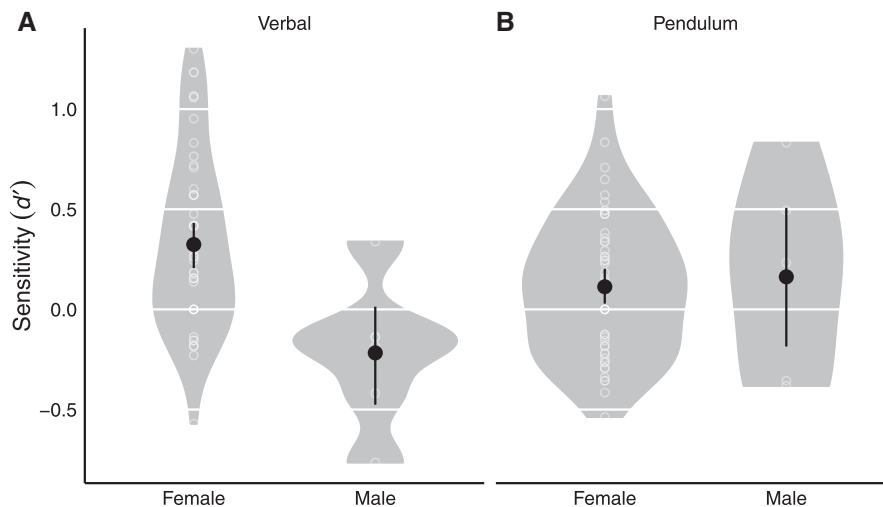 A Verbal
B Pendulum
Sensitivity (d′)
1.0
0.5
0.0
−0.5
Female Male
Female Male